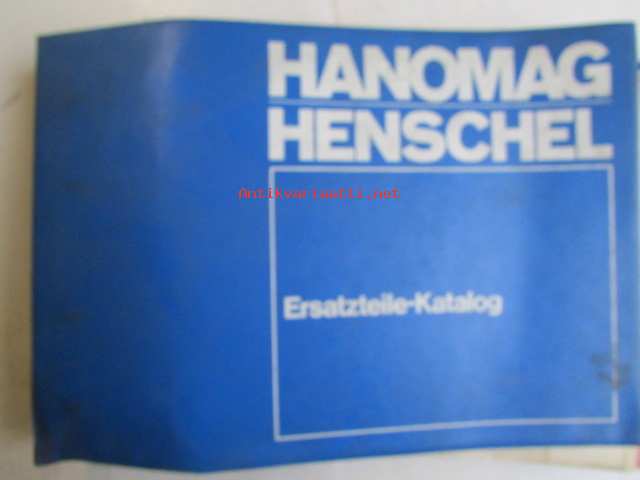 HANOMAG
HENSCHEL
Antikvariaatti.net
Ersatzteile-Katalog